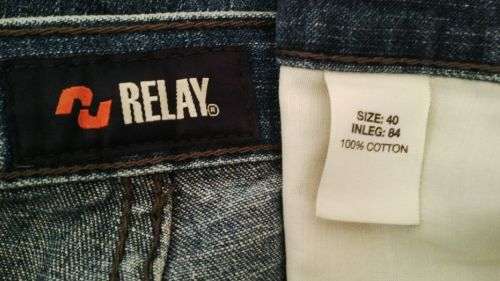 RELAY®
SIZE: 40
INLEG: 84
100% COTTON